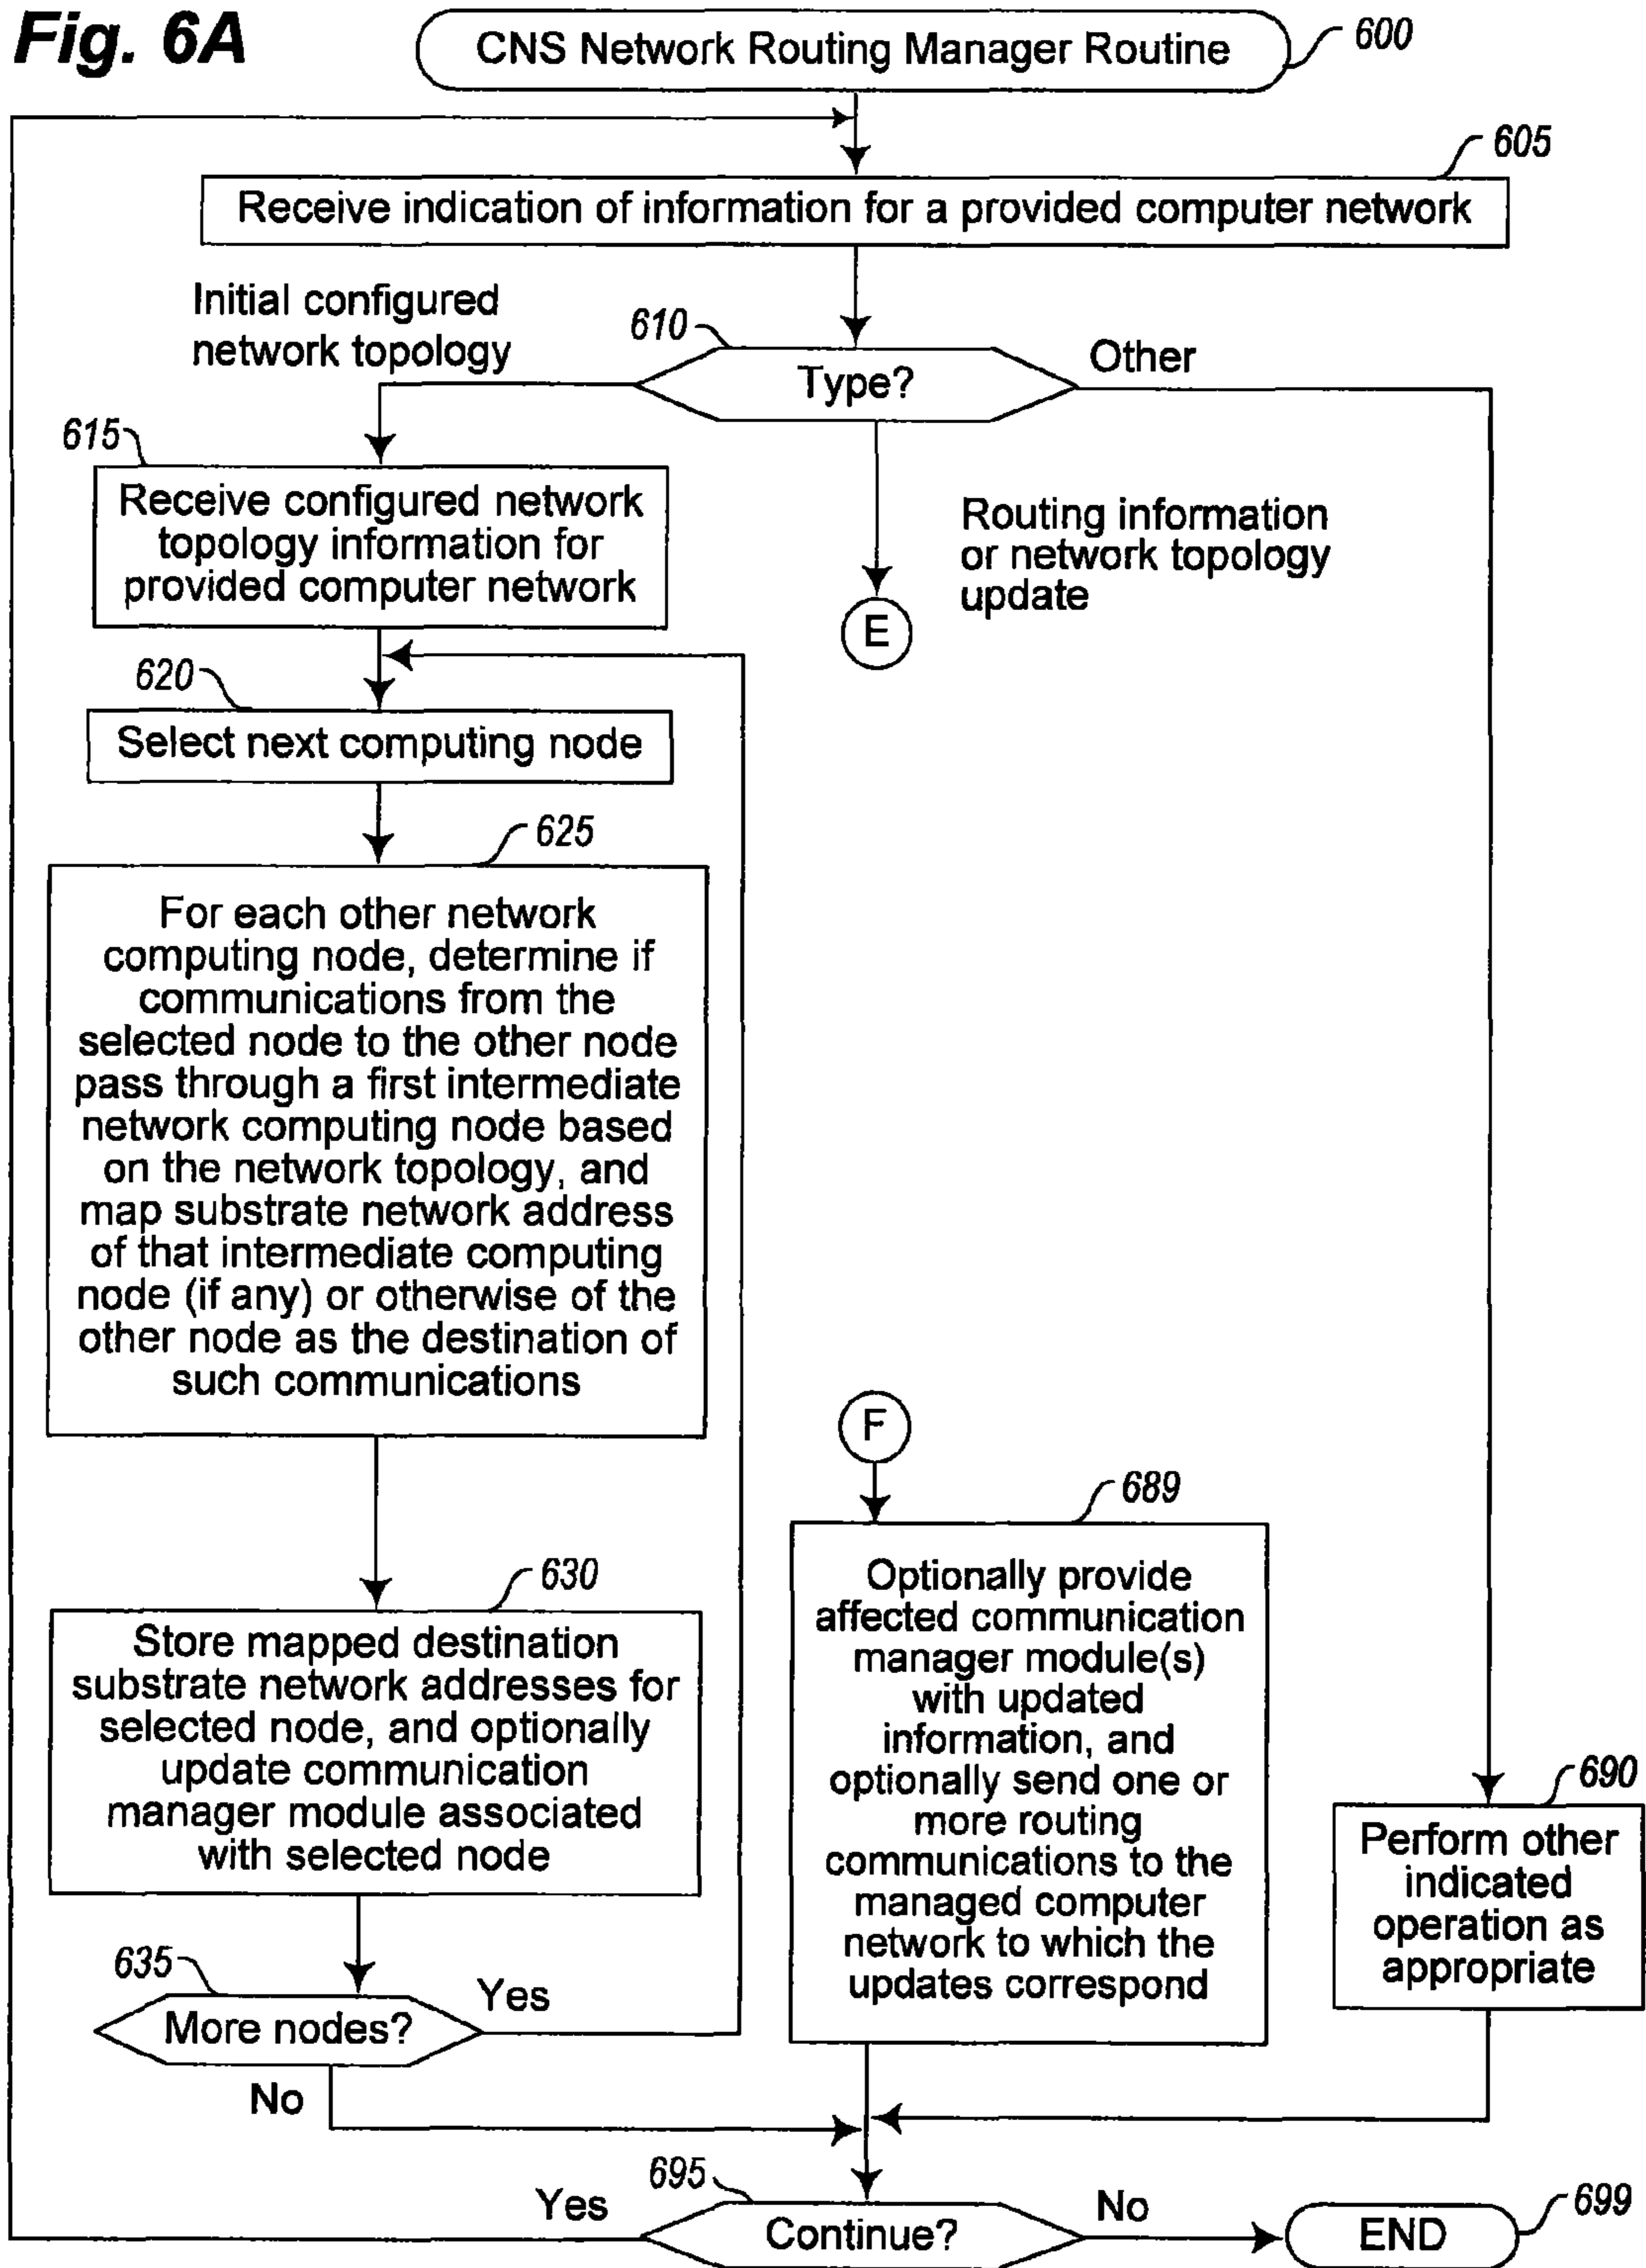 Fig. 6A
CNS Network Routing Manager Routine
600
605
Receive indication of information for a provided computer network
Initial configured
network topology
610
Type?
Other
615
Receive configured network
topology information for
provided computer network
Routing information
or network topology
update
E
620
Select next computing node
625
For each other network
computing node, determine if
communications from the
selected node to the other node
pass through a first intermediate
network computing node based
on the network topology, and
map substrate network address
of that intermediate computing
node (if any) or otherwise of the
other node as the destination of
such communications
F
689
Optionally provide
affected communication
manager module(s)
with updated
information, and
optionally send one or
more routing
communications to the
managed computer
network to which the
updates correspond
630
Store mapped destination
substrate network addresses for
selected node, and optionally
update communication
manager module associated
with selected node
690
Perform other
indicated
operation as
appropriate
635
More nodes?
Yes
No
695
Yes
Continue?
No
END
699